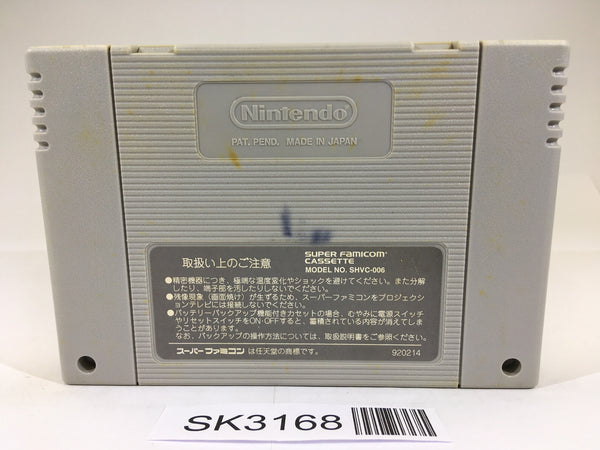 Nintendo
PAT. PEND. MADE IN JAPAN
取扱い上のご注意
SUPER FAMICOM
CASSETTE
MODEL NO. SHVC-006
●精密機器につき、極端な温度変化やショックを避けてください。また分解
したり、端子部を汚したりしないでください。
●残像現象（画面焼け）が生ずるため、スーパーファミコンをプロジェクシ
ョンテレビには接続しないでください。
●バッテリーバックアップ機能付きカセットの場合、むやみに電源スイッチ
やリセットスイッチをON・OFFすると、蓄積されている内容が消えてしま
うことがあります。
なお、バックアップの操作方法については、取扱説明書をご参照ください。
スーパーファミコン は任天堂の商標です。 920214
SK3168